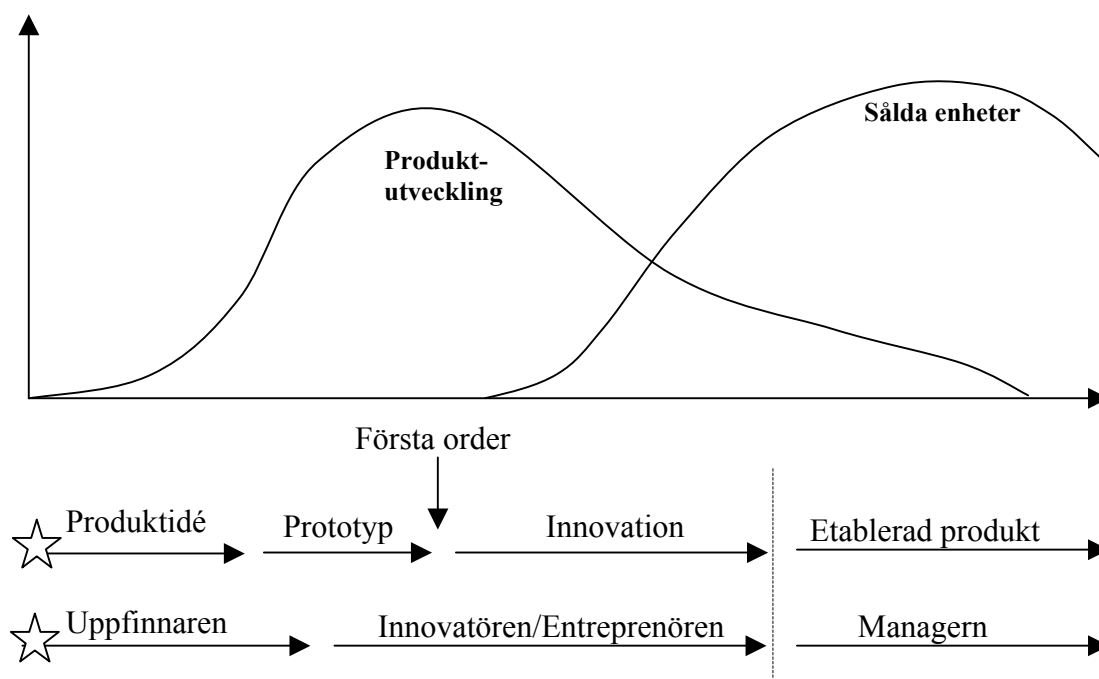 Sålda enheter
Produkt-
utveckling
Första order
Produktidé
Prototyp
Innovation
Etablerad produkt
Uppfinnaren
Innovatören/Entreprenören
Managern